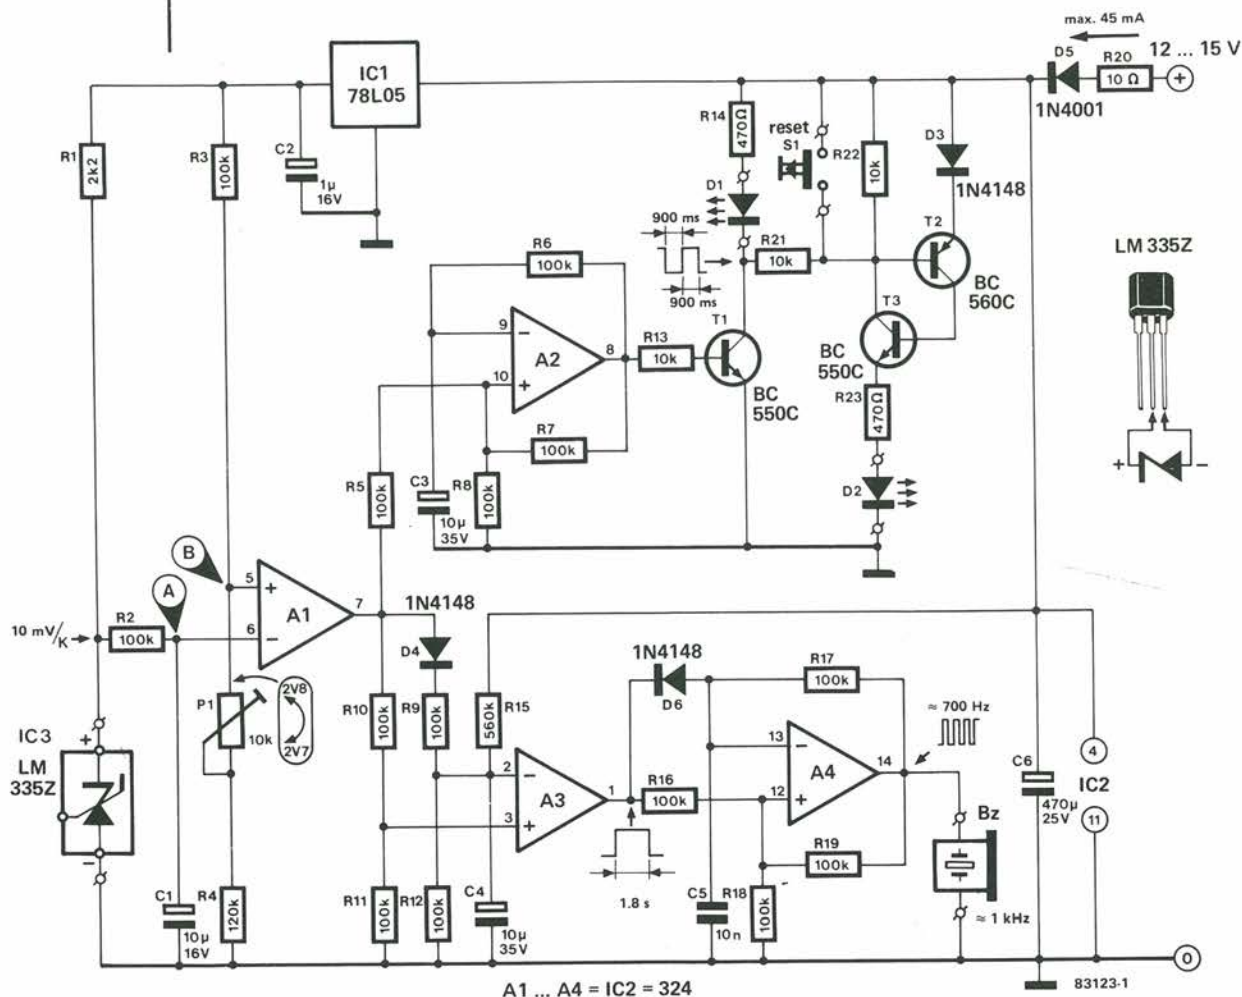 max. 45 mA
12 ... 15 V
D5
R20
10 Ω
+
1N4001
IC1
78L05
R1
2k2
R3
100k
C2
1µ
16V
R14
470Ω
reset
S1
R22
10k
D3
1N4148
D1
900 ms
900 ms
R21
10k
T2
BC
560C
T3
BC
550C
T1
BC
550C
R23
470Ω
D2
LM 335Z
+
-
R6
100k
9
-
A2
8
10
+
R13
10k
R7
100k
R5
100k
C3
10µ
35V
R8
100k
B
A
5
+
A1
7
6
-
10 mV/K
R2
100k
1N4148
D4
P1
10k
2V8
2V7
IC3
LM
335Z
+
-
R10
100k
R9
100k
R15
560k
1N4148
D6
R17
100k
≈ 700 Hz
2
-
A3
1
3
+
R16
100k
13
-
A4
14
12
+
R19
100k
1.8 s
C6
470µ
25V
4
IC2
11
Bz
≈ 1 kHz
C1
10µ
16V
R4
120k
R11
100k
R12
100k
C4
10µ
35V
C5
10n
R18
100k
0
83123-1
A1 ... A4 = IC2 = 324